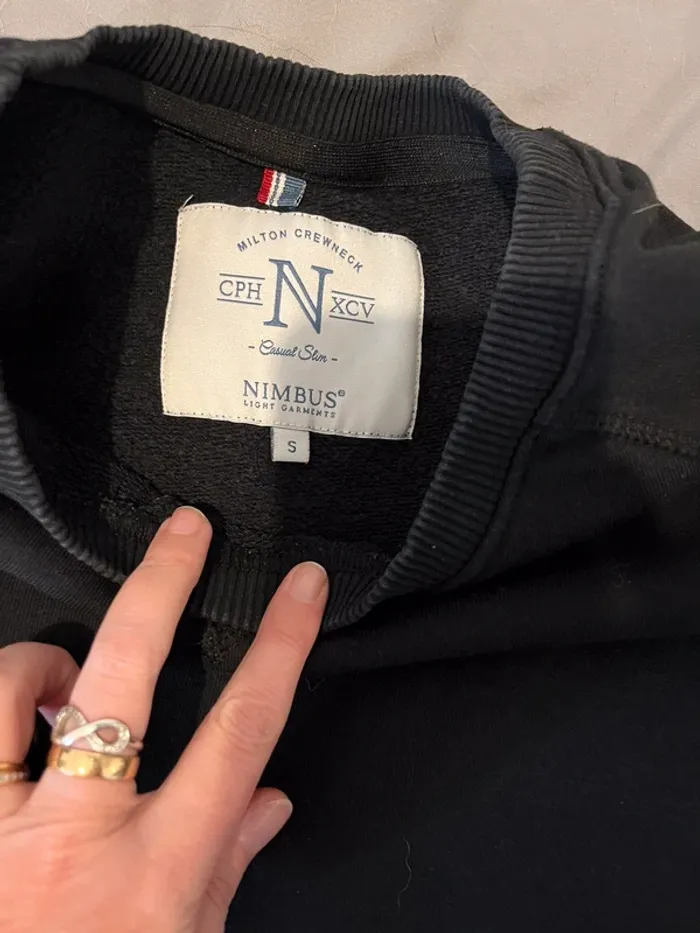 MILTON CREWNECK
CPH N XCV
- Casual Slim -
NIMBUS®
LIGHT GARMENTS
S